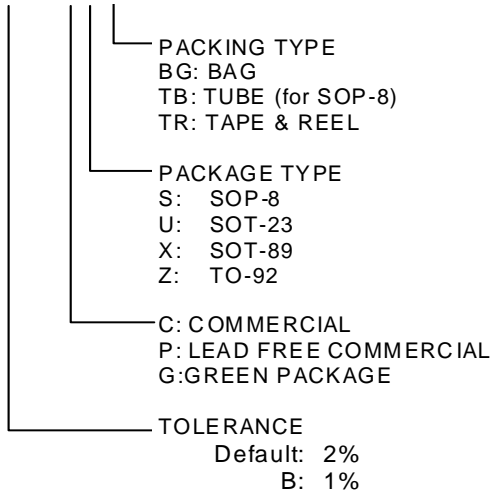 PACKING TYPE
BG: BAG
TB: TUBE (for SOP-8)
TR: TAPE & REEL
PACKAGE TYPE
S: SOP-8
U: SOT-23
X: SOT-89
Z: TO-92
C: COMMERCIAL
P: LEAD FREE COMMERCIAL
G:GREEN PACKAGE
TOLERANCE
Default: 2%
B: 1%